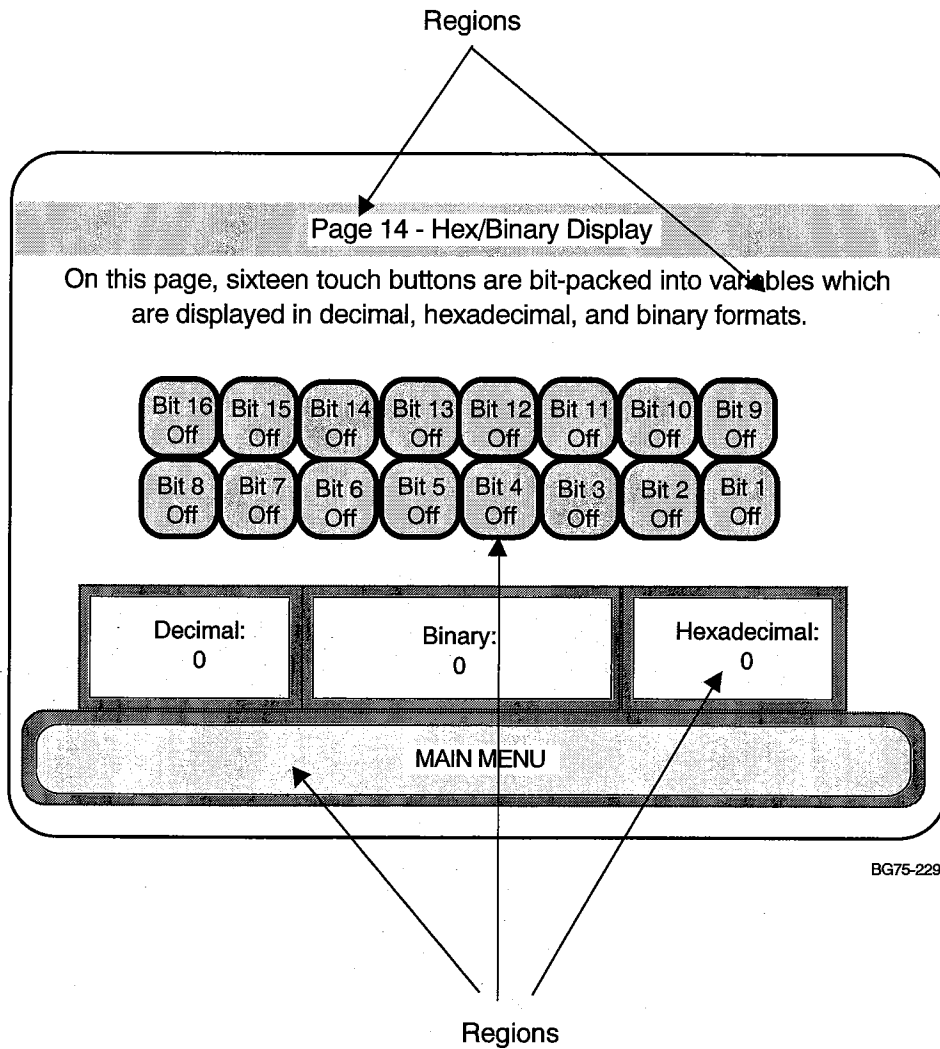 Regions
Page 14 - Hex/Binary Display
On this page, sixteen touch buttons are bit-packed into variables which
are displayed in decimal, hexadecimal, and binary formats.
Bit 16 Bit 15 Bit 14 Bit 13 Bit 12 Bit 11 Bit 10 Bit 9
Off Off Off Off Off Off Off Off
Bit 8 Bit 7 Bit 6 Bit 5 Bit 4 Bit 3 Bit 2 Bit 1
Off Off Off Off Off Off Off Off
Decimal: Binary: Hexadecimal:
0 0 0
MAIN MENU
BG75-229
Regions